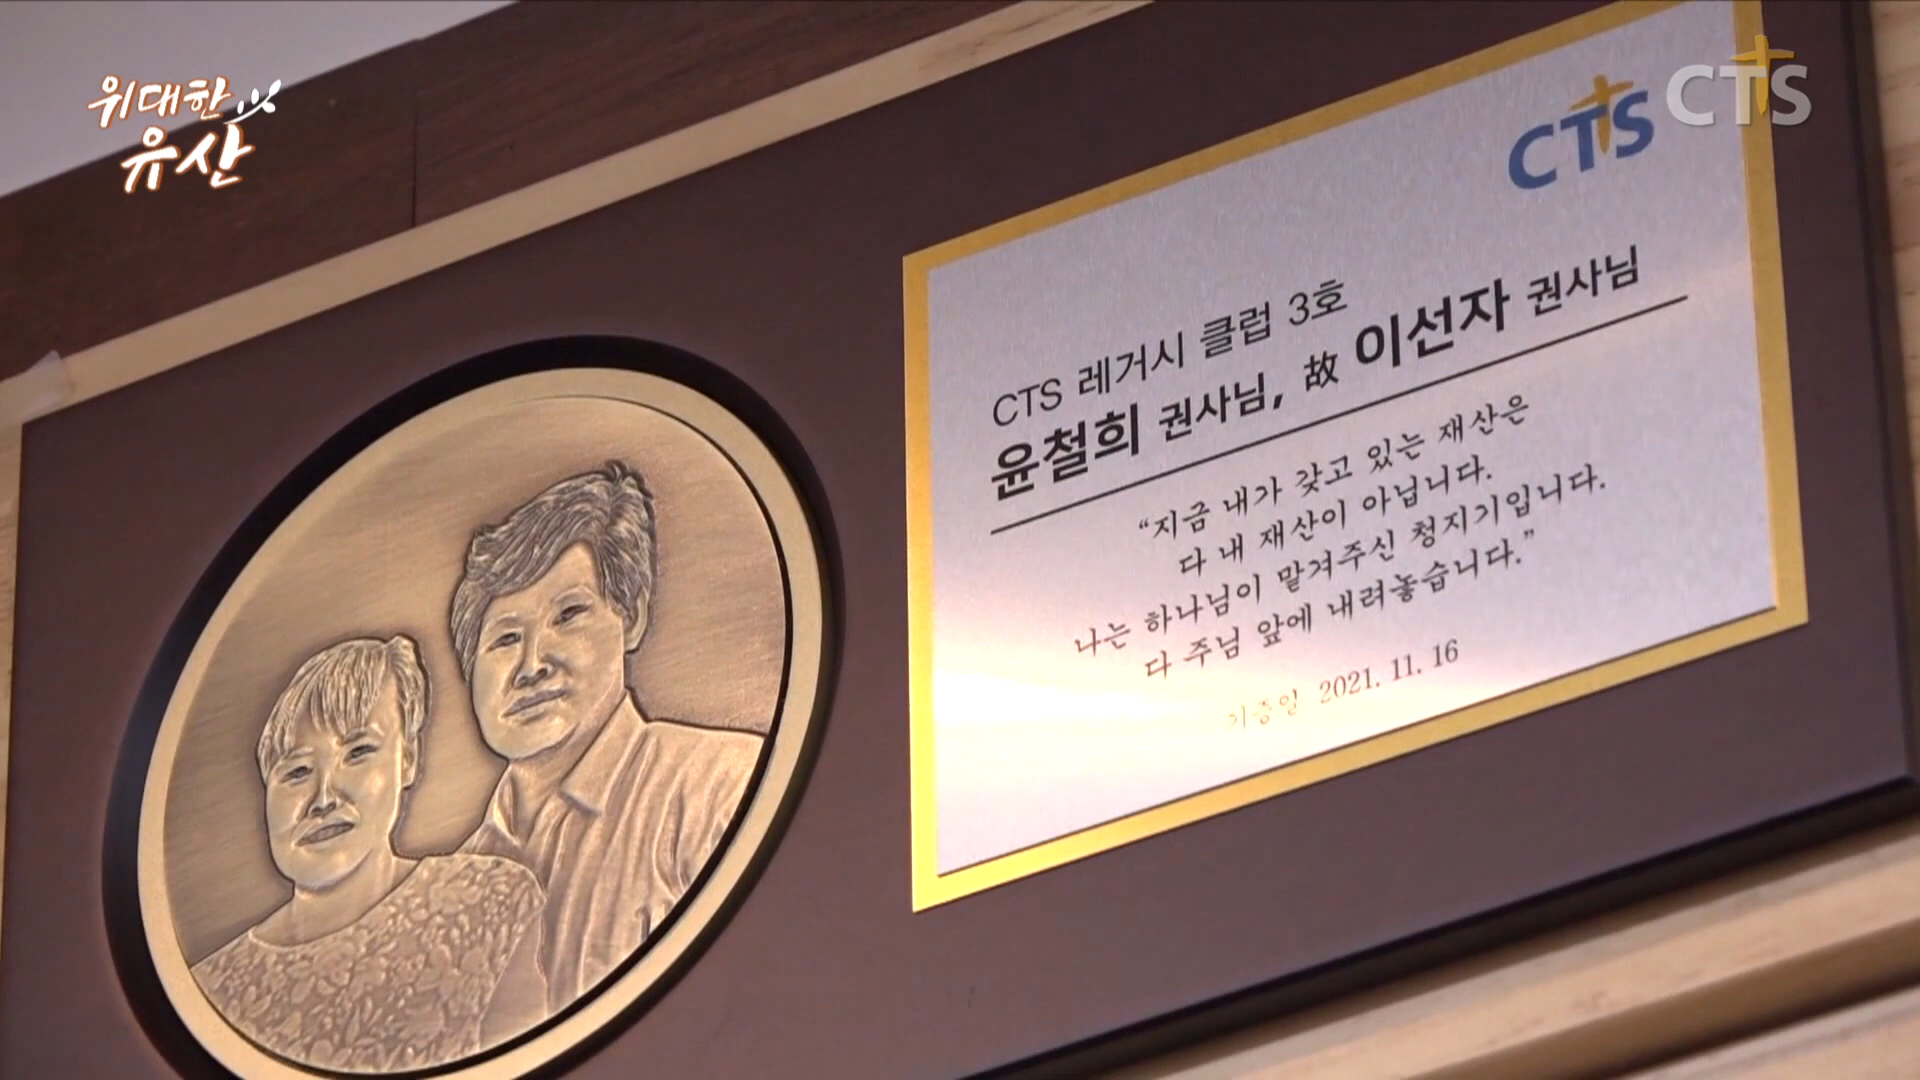 위대한
유산
CTS
CTS
CTS 레거시 클럽 3호
윤철희 권사님, 故 이선자 권사님
“지금 내가 갖고 있는 재산은
다 내 재산이 아닙니다.
나는 하나님이 맡겨주신 청지기입니다.
다 주님 앞에 내려놓습니다.”
기증일 2021. 11. 16